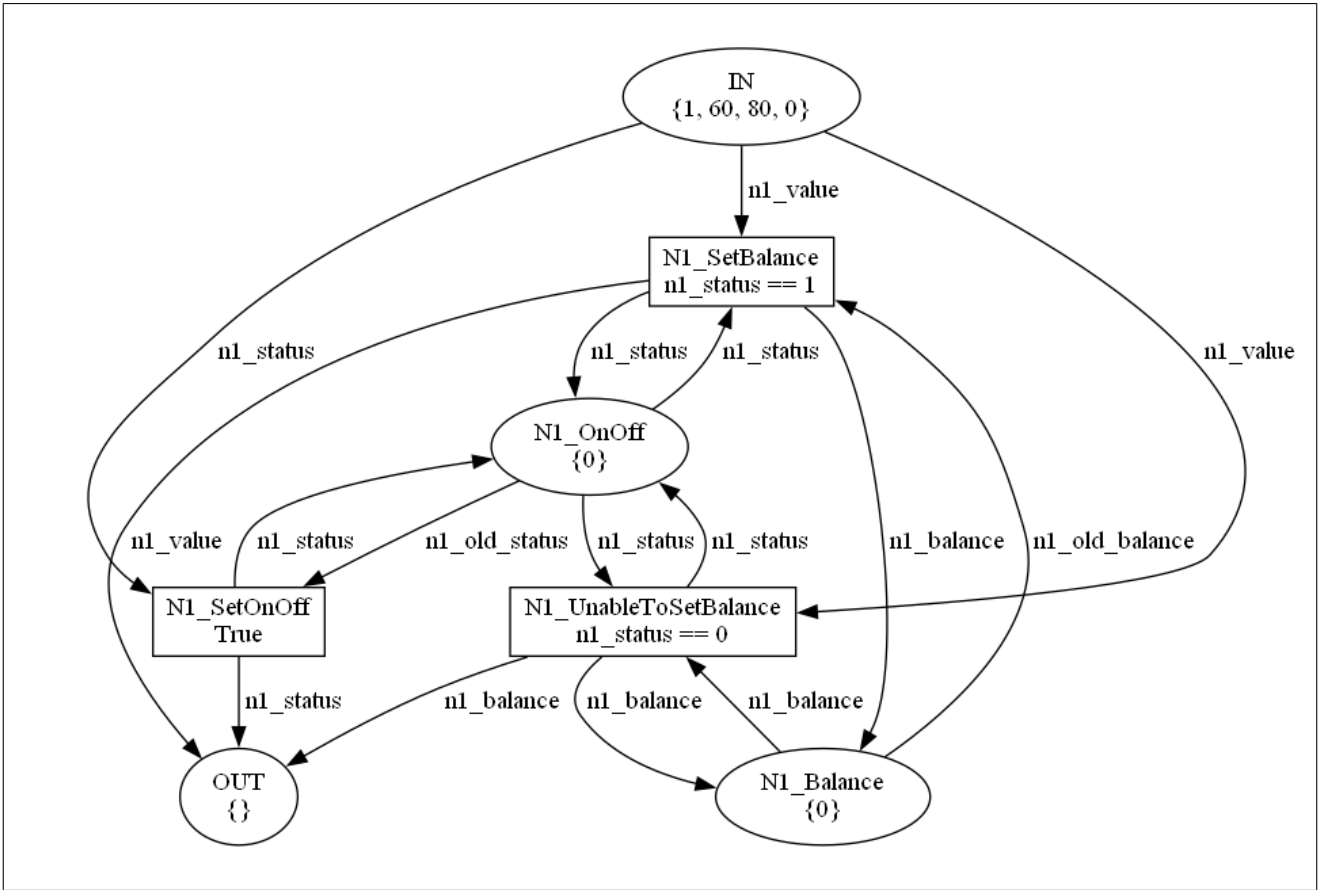 IN
{1, 60, 80, 0}
n1_value
N1_SetBalance
n1_status == 1
n1_status
n1_status
n1_status
n1_value
N1_OnOff
{0}
n1_value
n1_status
n1_old_status
n1_status
n1_status
n1_balance
n1_old_balance
N1_SetOnOff
True
N1_UnableToSetBalance
n1_status == 0
n1_status
n1_balance
n1_balance
n1_balance
OUT
{}
N1_Balance
{0}